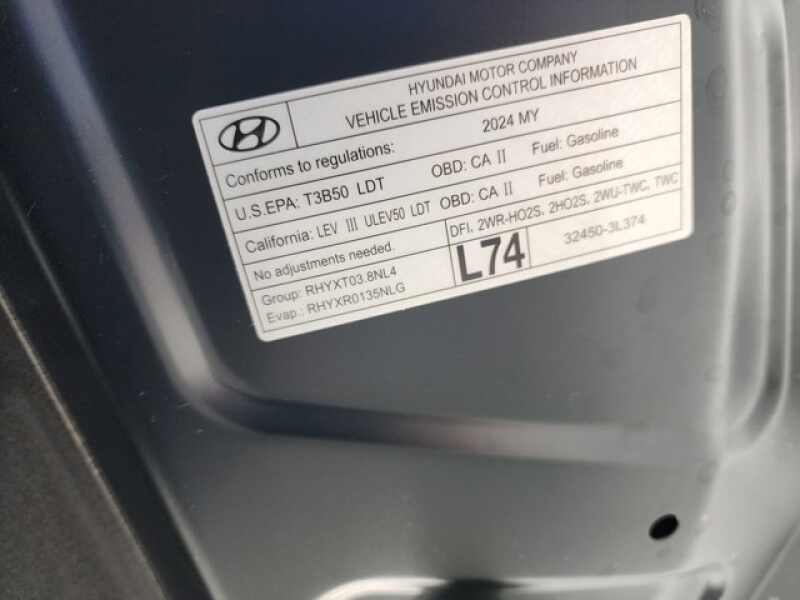 HYUNDAI MOTOR COMPANY
VEHICLE EMISSION CONTROL INFORMATION
Conforms to regulations: 2024 MY
U.S.EPA: T3B50 LDT OBD: CA II Fuel: Gasoline
California: LEV III ULEV50 LDT OBD: CA II Fuel: Gasoline
No adjustments needed. DFI, 2WR-HO2S, 2HO2S, 2WU-TWC, TWC
Group: RHYXT03.8NL4 L74 32450-3L374
Evap.: RHYXR0135NLG